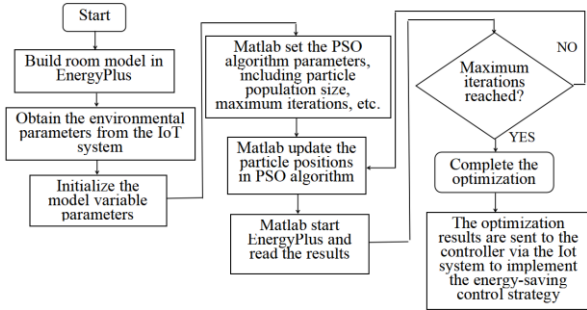 Start
Build room model in
EnergyPlus
Obtain the environmental
parameters from the IoT
system
Initialize the
model variable
parameters
Matlab set the PSO
algorithm parameters,
including particle
population size,
maximum iterations, etc.
Matlab update the
particle positions
in PSO algorithm
Matlab start
EnergyPlus and
read the results
Maximum
iterations
reached?
NO
YES
Complete the
optimization
The optimization
results are sent to the
controller via the Iot
system to implement
the energy-saving
control strategy